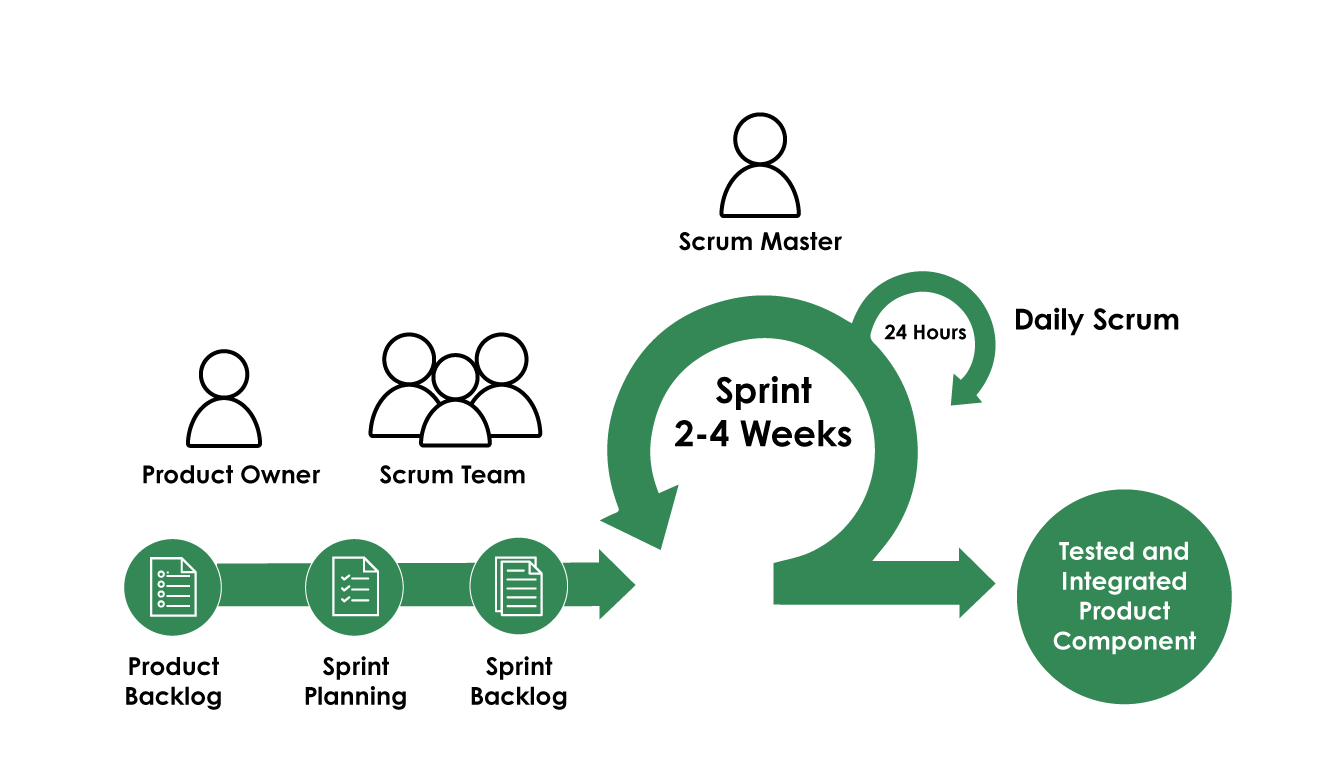 Scrum Master
Daily Scrum
24 Hours
Sprint
2-4 Weeks
Product Owner
Scrum Team
Tested and
Integrated
Product
Component
Product
Backlog
Sprint
Planning
Sprint
Backlog